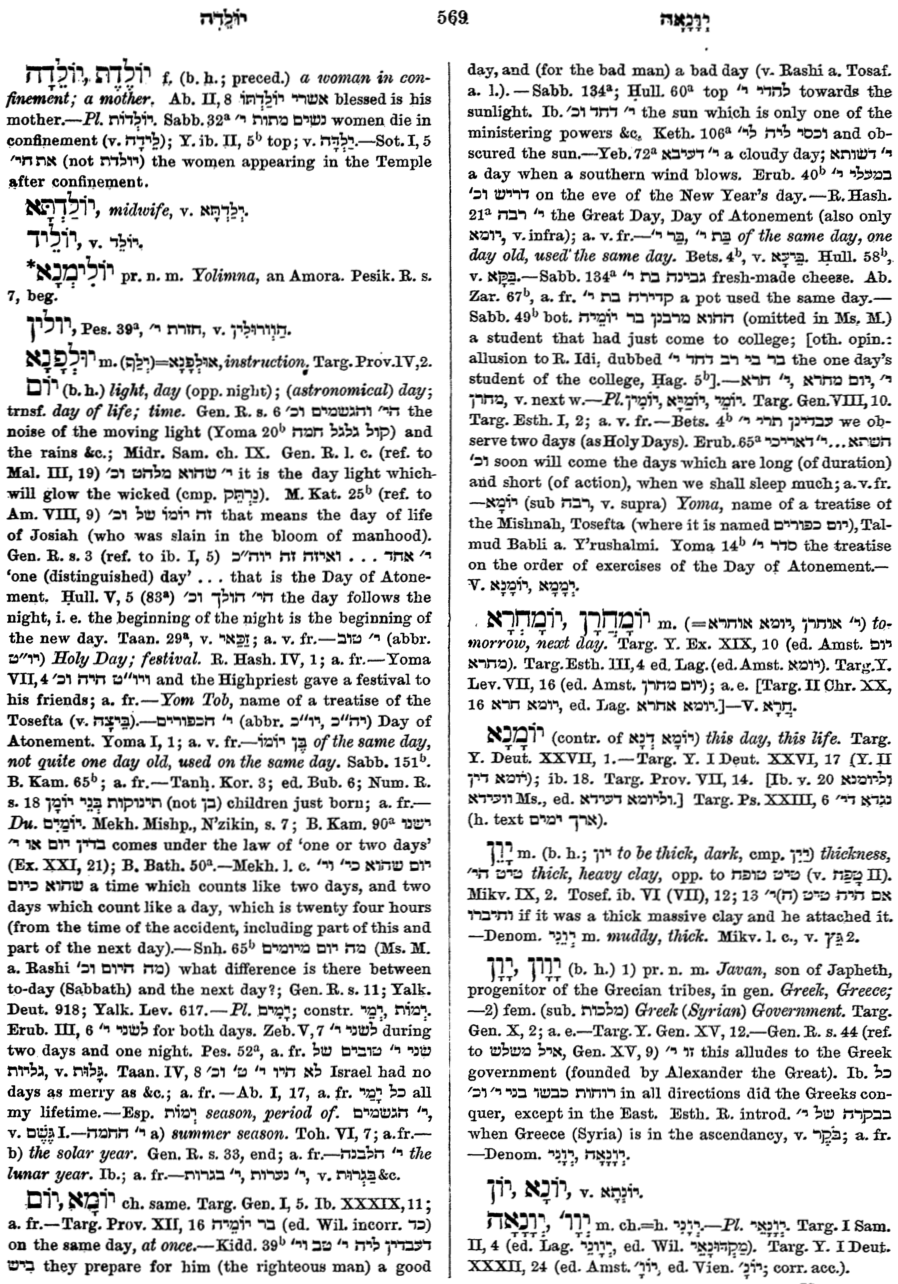 יוֹלֵדָה 569 יְוָנָאָה
יוֹלֶדֶת, יוֹלֵדָה f. (b. h.; preced.) a woman in con-
finement; a mother. Ab. II, 8 אשרי יולדתו blessed is his
mother.—Pl. יוֹלְדוֹת. Sabb. 32a נשים מתות י׳ women die in
confinement (v. לֵידָה); Y. ib. II, 5b top; v. יַלְדָּה.—Sot. I, 5
את הי׳ (not יולדת) the women appearing in the Temple
after confinement.
יוֹלַדְתָּא, midwife, v. יַלַּדְתָּא.
יוֹלֵיד, v. יוֹלֵד.
*יוֹלִימְנָא pr. n. m. Yolimna, an Amora. Pesik. R. s.
7, beg.
יולין, Pes. 39a, חזרת י׳, v. חַוְורוּלִין.
יוּלְפָנָא m. (יְלַף)=אוּלְפָנָא, instruction. Targ. Prov. IV, 2.
יוֹם (b. h.) light, day (opp. night); (astronomical) day;
trnsf. day of life; time. Gen. R. s. 6 הי׳ והגשמים וכ׳ the
noise of the moving light (Yoma 20b קול גלגל חמה) and
the rains &c.; Midr. Sam. ch. IX. Gen. R. l. c. (ref. to
Mal. III, 19) י׳ שהוא מלהט וכ׳ it is the day light which
will glow the wicked (cmp. נַרְתֵּק). M. Kat. 25b (ref. to
Am. VIII, 9) זה יומו של וכ׳ that means the day of life
of Josiah (who was slain in the bloom of manhood).
Gen. R. s. 3 (ref. to ib. I, 5) י׳ אחד . . . ואיזה זה יוה״כ
‘one (distinguished) day’ . . . that is the Day of Atone-
ment. Ḥull. V, 5 (83a) הי׳ הולך וכ׳ the day follows the
night, i. e. the beginning of the night is the beginning of
the new day. Taan. 29a, v. זַכַּאי; a. v. fr.—י׳ טוב (abbr.
יו״ט) Holy Day; festival. R. Hash. IV, 1; a. fr.—Yoma
VII, 4 ויו״ט היה וכ׳ and the Highpriest gave a festival to
his friends; a. fr.—Yom Tob, name of a treatise of the
Tosefta (v. בֵּיצָה).—י׳ הכפורים (abbr. יו״כ, יה״כ) Day of
Atonement. Yoma I, 1; a. v. fr.—בֶּן יומו of the same day,
not quite one day old, used on the same day. Sabb. 151b.
B. Kam. 65b; a. fr.—Tanḥ. Kor. 3; ed. Bub. 6; Num. R.
s. 18 תינוקות בְּנֵי יוֹמָן (not בן) children just born; a. fr.—
Du. יוֹמַיִם. Mekh. Mishp., N’zikin, s. 7; B. Kam. 90a ישנו
בדין יום או י׳ comes under the law of ‘one or two days’
(Ex. XXI, 21); B. Bath. 50a.—Mekh. l. c. יום שהוא כי׳ וי׳
שהוא כיום a time which counts like two days, and two
days which count like a day, which is twenty four hours
(from the time of the accident, including part of this and
part of the next day).—Snh. 65b מה יום מיומים (Ms. M.
a. Rashi מה היום וכ׳) what difference is there between
to-day (Sabbath) and the next day?; Gen. R. s. 11; Yalk.
Deut. 918; Yalk. Lev. 617.—Pl. יָמִים; constr. יְמֵי, יְמוֹת.
Erub. III, 6 לשני י׳ for both days. Zeb. V, 7 לשני י׳ during
two days and one night. Pes. 52a, a. fr. שני י׳ טובים של
גליות, v. גָּלוּת. Taan. IV, 8 לא היו י׳ ט׳ וכ׳ Israel had no
days as merry as &c.; a. fr.—Ab. I, 17, a. fr. כל יָמַי all
my lifetime.—Esp. יְמוֹת season, period of. י׳ הגשמים,
v. גֶּשֶׁם I.—י׳ החמה a) summer season. Toh. VI, 7; a. fr.—
b) the solar year. Gen. R. s. 33, end; a. fr.—י׳ הלבנה the
lunar year. Ib.; a. fr.—י׳ נערות, י׳ בגרות, v. בַּגְרוּת &c.
יוֹם, יוֹמָא ch. same. Targ. Gen. I, 5. Ib. XXXIX, 11;
a. fr.—Targ. Prov. XII, 16 בר יומיה (ed. Wil. incorr. כד)
on the same day, at once.—Kidd. 39b דעבדין ליה י׳ טב וי׳
ביש they prepare for him (the righteous man) a good
day, and (for the bad man) a bad day (v. Rashi a. Tosaf.
a. l.).—Sabb. 134a; Ḥull. 60a top להדי י׳ towards the
sunlight. Ib. י׳ דחד וכ׳ the sun which is only one of the
ministering powers &c. Keth. 106a וכסי ליה לי׳ and ob-
scured the sun.—Yeb. 72a י׳ דעיבא a cloudy day; י׳ דשותא
a day when a southern wind blows. Erub. 40b במעלי י׳
דריש וכ׳ on the eve of the New Year’s day.—R. Hash.
21a י׳ רבה the Great Day, Day of Atonement (also only
יומא, v. infra); a. v. fr.—בר י׳, בת י׳ of the same day, one
day old, used the same day. Bets. 4b, v. בֵּיעָא. Ḥull. 58b,
v. בַּקָּא.—Sabb. 134a גבינה בת י׳ fresh-made cheese. Ab.
Zar. 67b, a. fr. קדירה בת י׳ a pot used the same day.—
Sabb. 49b bot. ההוא מרבנן בר יומיה (omitted in Ms. M.)
a student that had just come to college; [oth. opin.:
allusion to R. Idi, dubbed בר בי רב דחד י׳ the one day’s
student of the college, Hag. 5b].—י׳ חרא, יום מחרא, י׳
מחרן, v. next w.—Pl. יוֹמֵי, יוֹמַיָּא, יוֹמִין. Targ. Gen. VIII, 10.
Targ. Esth. I, 2; a. v. fr.—Bets. 4b עבדינן תרי י׳ we ob-
serve two days (as Holy Days). Erub. 65a השתא...י׳ דאריכי
וכ׳ soon will come the days which are long (of duration)
and short (of action), when we shall sleep much; a. v. fr.
—יוֹמָא (sub רבה, v. supra) Yoma, name of a treatise of
the Mishnah, Tosefta (where it is named יום כפורים), Tal-
mud Babli a. Y’rushalmi. Yoma 14b סדר י׳ the treatise
on the order of exercises of the Day of Atonement.—
V. יְמָמָא, יוֹמָנָא.
יוֹמָחֳרָן, יוֹמָחֳרָא m. (=י׳ אוחרן, יומא אוחרא) to-
morrow, next day. Targ. Y. Ex. XIX, 10 (ed. Amst. יום
מחרא). Targ. Esth. III, 4 ed. Lag. (ed. Amst. יומא). Targ. Y.
Lev. VII, 16 (ed. Amst. יום מחרן); a. e. [Targ. II Chr. XX,
16 יומא חרא, ed. Lag. יומא אחרא.]—V. חֲרָא.
יוֹמָנָא (contr. of יוֹמָא דְּנָא) this day, this life. Targ.
Y. Deut. XXVII, 1.—Targ. Y. I Deut. XXVI, 17 (Y. II
יומא דין); ib. 18. Targ. Prov. VII, 14. [Ib. v. 20 וליומנא
וועידא Ms., ed. וליומא דעידא.] Targ. Ps. XXIII, 6 נגדא די׳
(h. text ארך ימים).
יָוֵן m. (b. h.; יון to be thick, dark, cmp. יַיִן) thickness,
טיט הי׳ thick, heavy clay, opp. to טיט טופח (v. טָפַח II).
Mikv. IX, 2. Tosef. ib. VI (VII), 12; 13 אם היה טיט (ה)י׳
וחיברו if it was a thick massive clay and he attached it.
—Denom. יְוֵנִי m. muddy, thick. Mikv. l. c., v. גֵּץ 2.
יָוָן, יָווָן (b. h.) 1) pr. n. m. Javan, son of Japheth,
progenitor of the Grecian tribes, in gen. Greek, Greece;
—2) fem. (sub. מלכות) Greek (Syrian) Government. Targ.
Gen. X, 2; a. e.—Targ. Y. Gen. XV, 12.—Gen. R. s. 44 (ref.
to איל משלש, Gen. XV, 9) זו י׳ this alludes to the Greek
government (founded by Alexander the Great). Ib. כל
רוחות כבשו בני י׳ וכ׳ in all directions did the Greeks con-
quer, except in the East. Esth. R. introd. בבקרה של י׳
when Greece (Syria) is in the ascendancy, v. בֹּקֶר; a. fr.
—Denom. יְוָנִי, יְוָנָאָה.
יוֹנָא, יוֹן, v. יוֹנְתָא.
יְוָנָאָה, יְווֹ׳ m. ch.=h. יְוָנִי.—Pl. יְוָנָאֵי. Targ. I Sam.
II, 4 (ed. Lag. יְווֹנֵי, ed. Wil. מַקְדּוֹנָאֵי). Targ. Y. I Deut.
XXXII, 24 (ed. Amst. יוֹוָ׳, ed. Vien. יוֹנָ׳; corr. acc.).